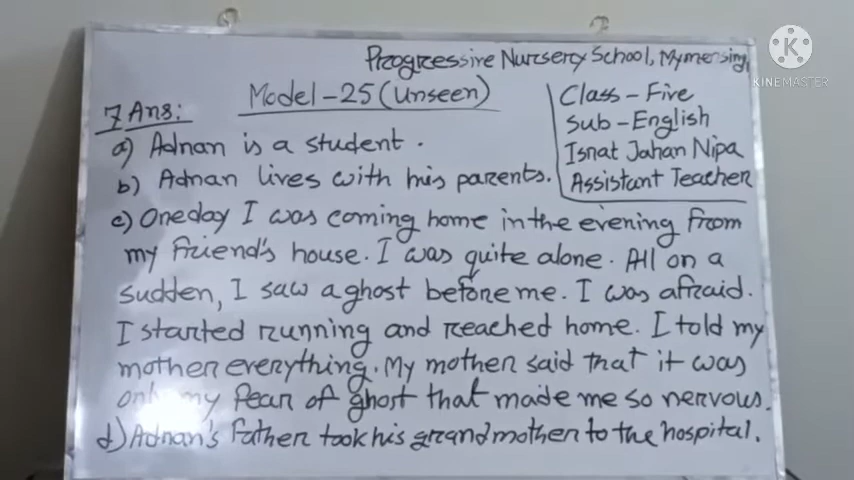 Progressive Nursery School, Mymensing
KINEMASTER
Model-25 (Unseen)
Class - Five
Sub - English
Isnat Jahan Nipa
Assistant Teacher
7 Ans:
a) Adnan is a student.
b) Adnan lives with his parents.
c) Oneday I was coming home in the evening from
my friend's house. I was quite alone. All on a
sudden, I saw a ghost before me. I was afraid.
I started running and reached home. I told my
mother everything. My mother said that it was
only my fear of ghost that made me so nervous.
d) Adnan's father took his grandmother to the hospital.